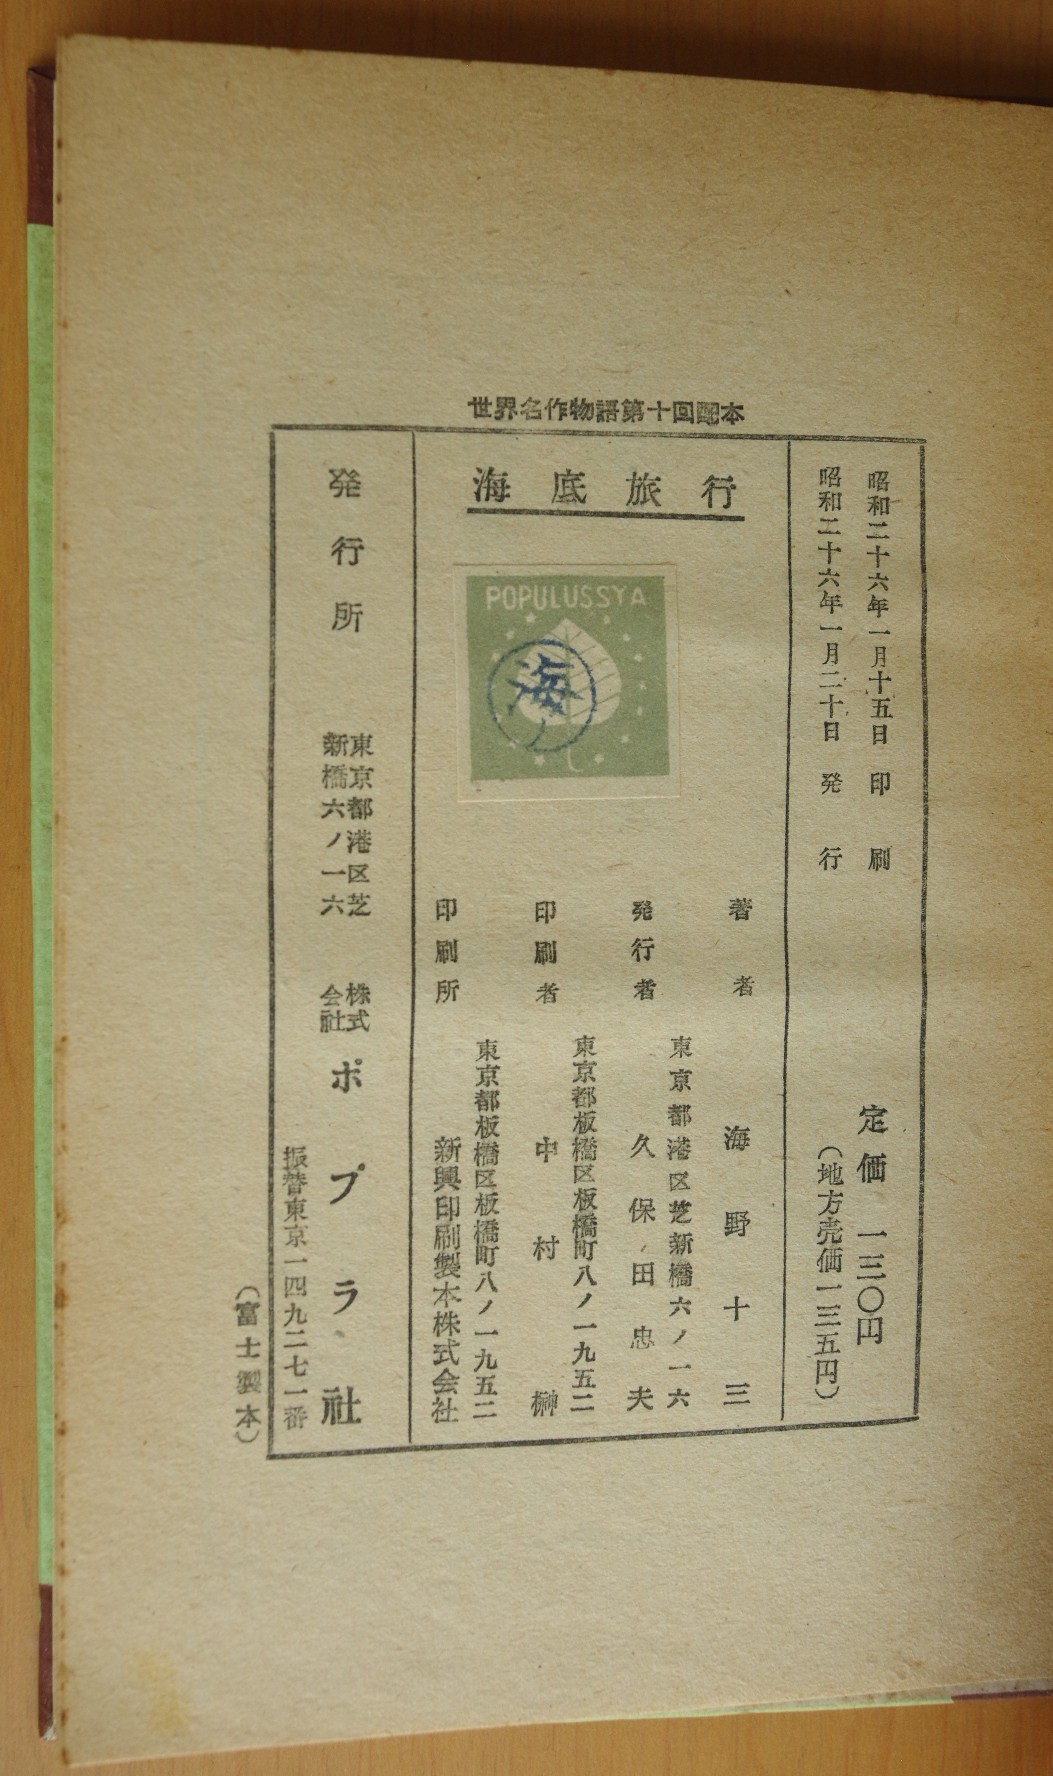 世界名作物語第十回配本
昭和二十六年一月十五日 印刷
昭和二十六年一月二十日 発行
定価 一三〇円
（地方売価一三五円）
海底旅行
POPULUSSYA
海
著者 海野十三
東京都港区芝新橋六ノ一六
発行者 久保田忠夫
東京都板橋区板橋町八ノ一九五二
印刷者 中村榊
東京都板橋区板橋町八ノ一九五二
印刷所 新興印刷製本株式会社
発行所 東京都港区芝新橋六ノ一六 株式会社ポプラ社
振替東京一四九二七一番
（富士製本）